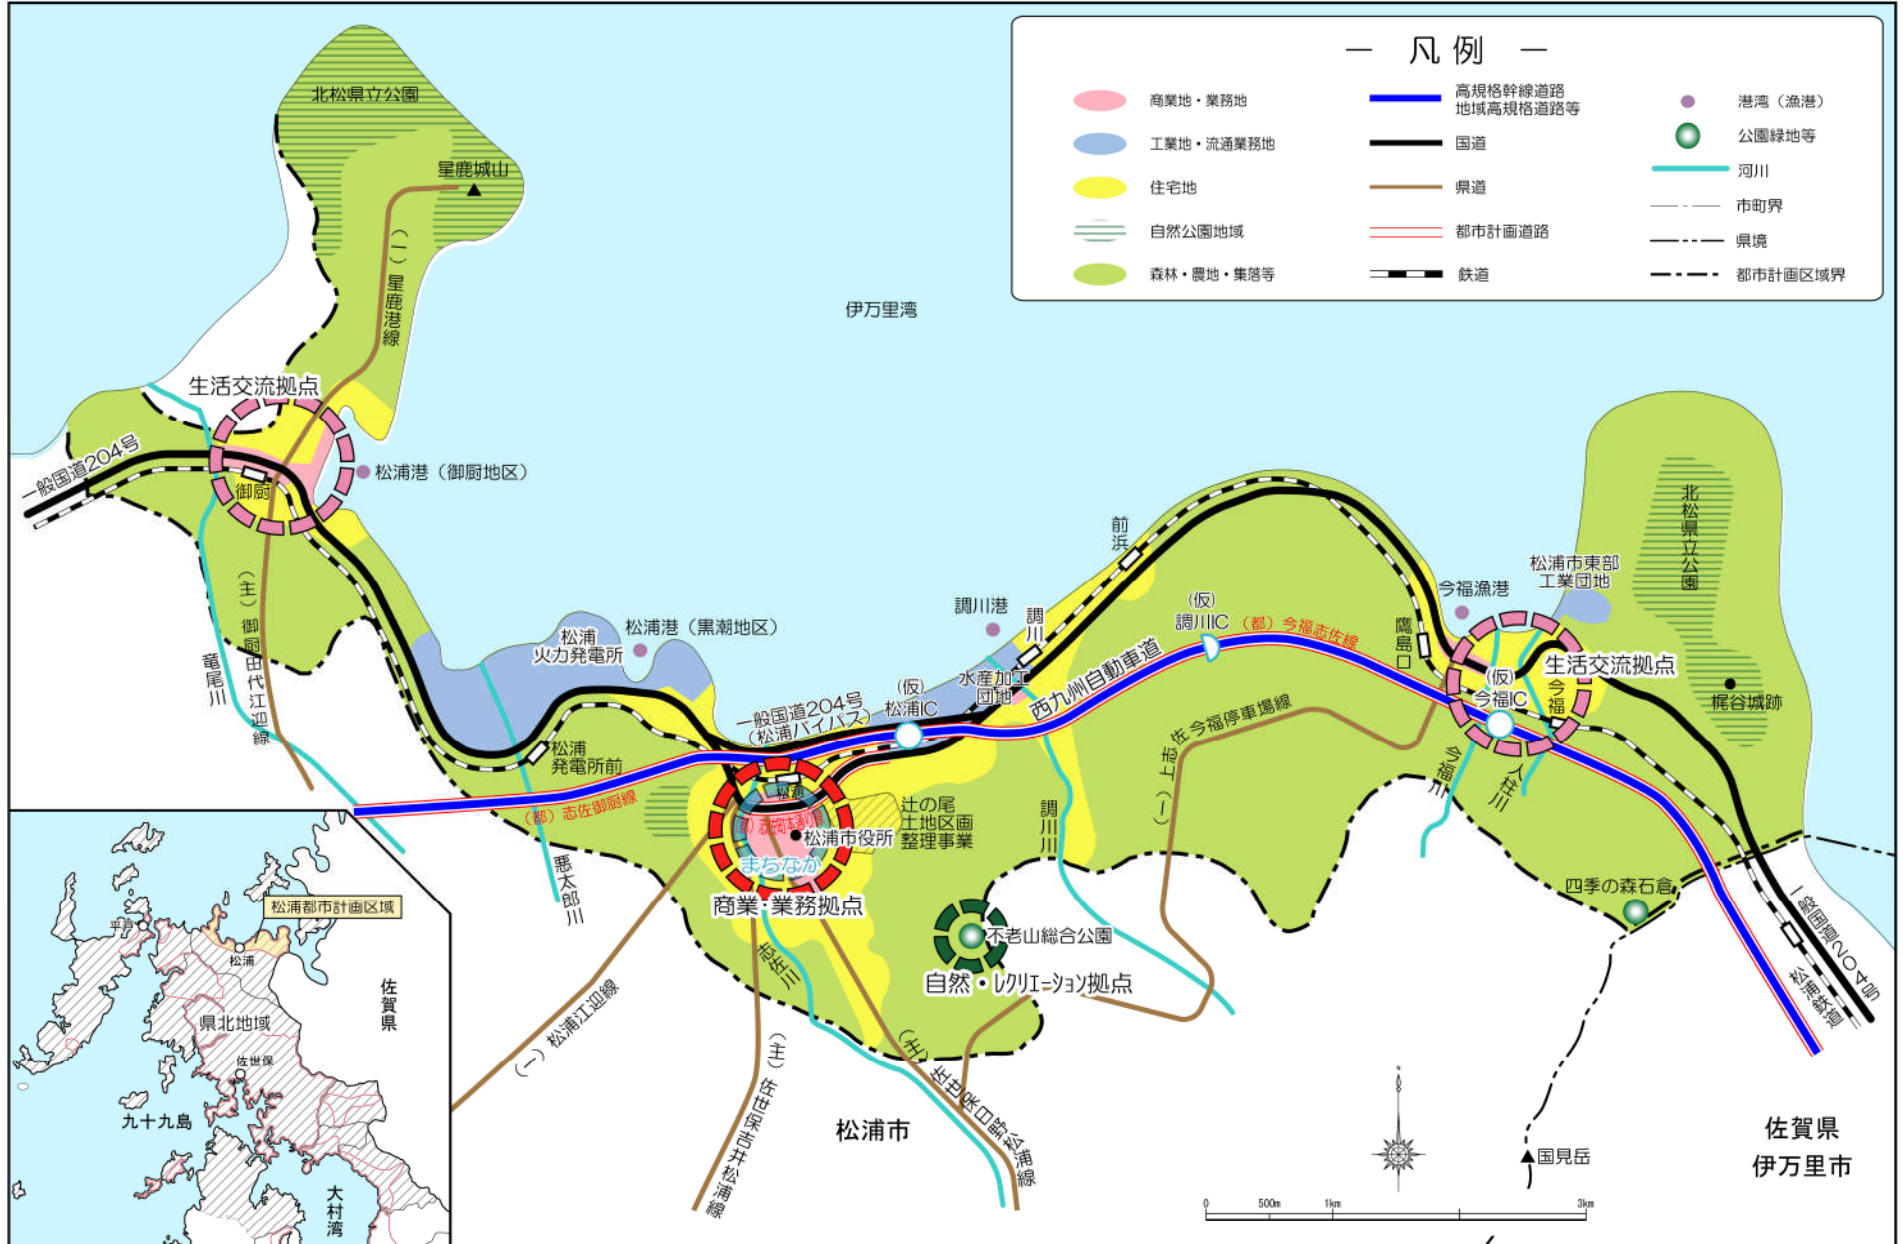 ― 凡 例 ―
商業地・業務地
工業地・流通業務地
住宅地
自然公園地域
森林・農地・集落等
高規格幹線道路
地域高規格道路等
国道
県道
都市計画道路
鉄道
港湾（漁港）
公園緑地等
河川
市町界
県境
都市計画区域界
北松県立公園
星鹿城山
（一）星鹿港線
伊万里湾
生活交流拠点
一般国道204号
御厨
松浦港（御厨地区）
（主）御厨田代江迎線
竜尾川
松浦
火力発電所
松浦港（黒潮地区）
松浦
発電所前
（都）志佐御厨線
悪太郎川
一般国道204号
（松浦バイパス）
(仮)
松浦IC
調川港
調川
水産加工
団地
前浜
西九州自動車道
(仮)
調川IC
（都）今福志佐線
鷹島口
今福漁港
松浦市東部
工業団地
北松県立公園
生活交流拠点
(仮)
今福IC
今福
梶谷城跡
今福川
人柱川
（一）上志佐今福停車場線
調川川
松浦
（都）志佐町本通り線
松浦市役所
まちなか
商業・業務拠点
辻の尾
土地区画
整理事業
志佐川
不老山総合公園
自然・レクリエーション拠点
四季の森石倉
一般国道204号
松浦鉄道
（一）松浦江迎線
（主）佐世保吉井松浦線
（主）佐世保日野松浦線
松浦市
佐賀県
伊万里市
国見岳
N
0 500m 1km 3km
松浦都市計画区域
平戸
松浦
佐賀県
県北地域
佐世保
九十九島
大村湾